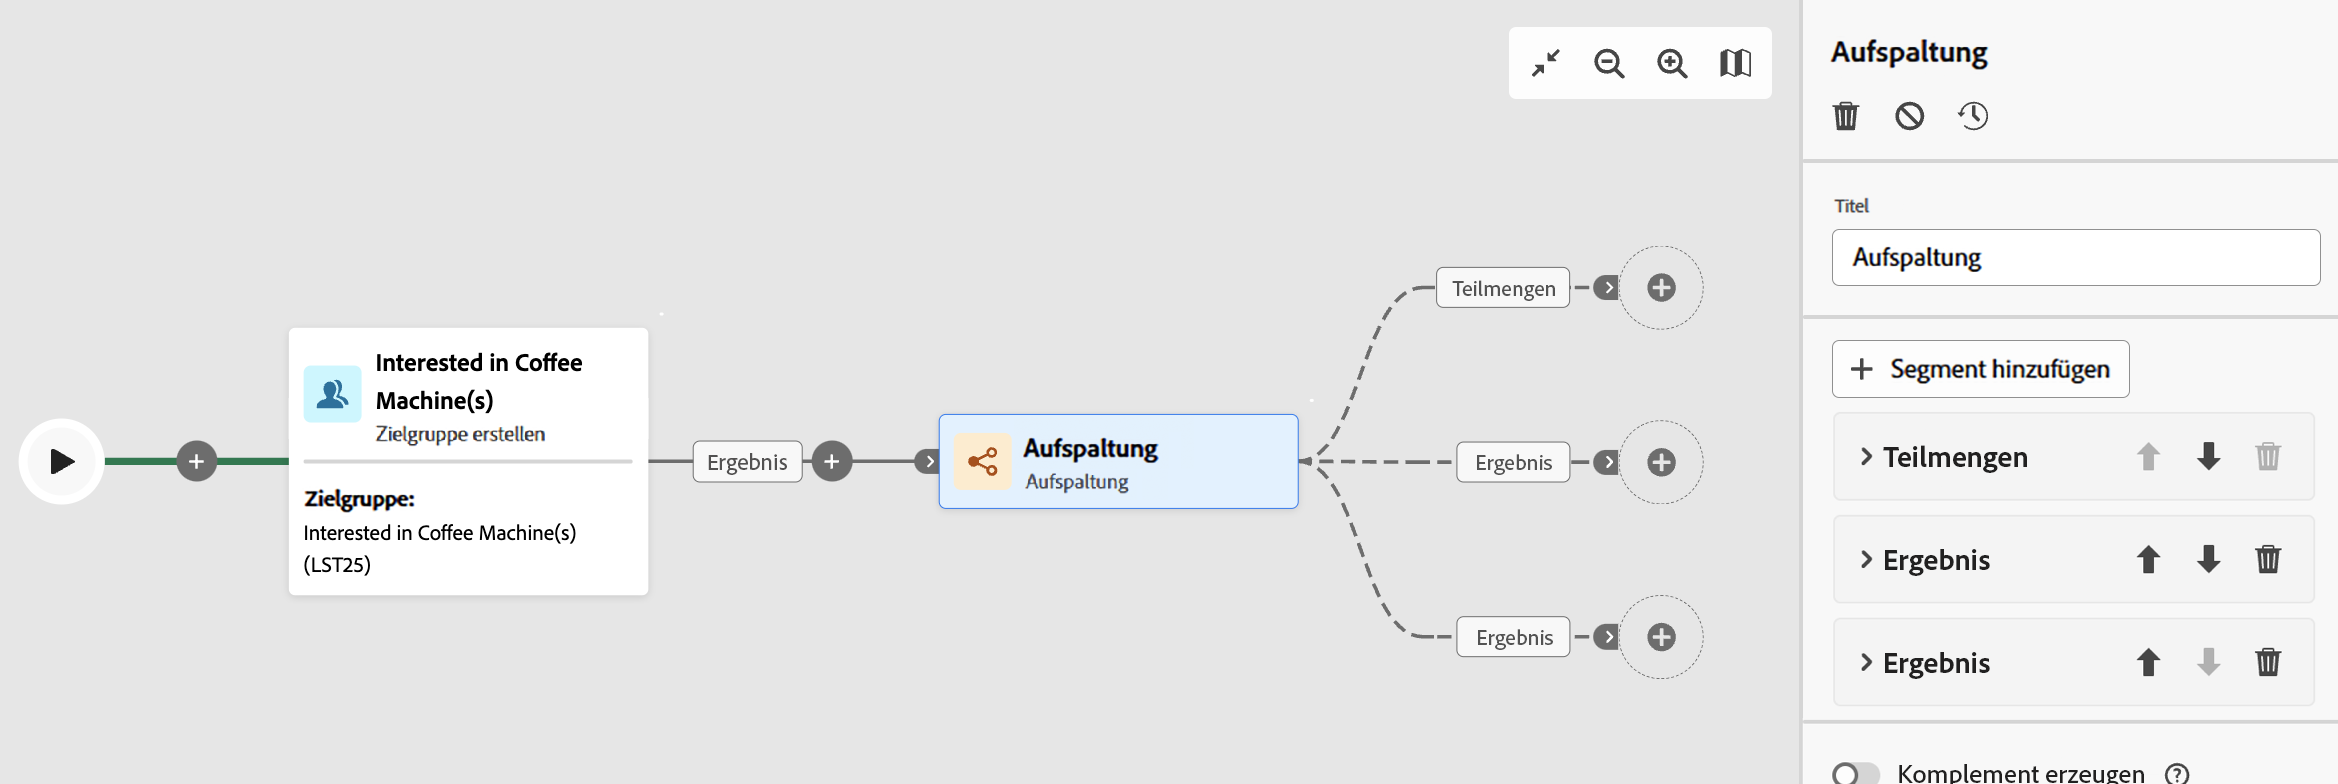 Interested in Coffee
Machine(s)
Zielgruppe erstellen
Zielgruppe:
Interested in Coffee Machine(s)
(LST25)
Ergebnis
Aufspaltung
Aufspaltung
Teilmengen
Ergebnis
Ergebnis
Aufspaltung
Titel
Aufspaltung
Segment hinzufügen
Teilmengen
Ergebnis
Ergebnis
Komplement erzeugen